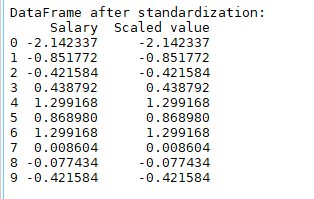 DataFrame after standardization:
Salary Scaled value
0 -2.142337 -2.142337
1 -0.851772 -0.851772
2 -0.421584 -0.421584
3 0.438792 0.438792
4 1.299168 1.299168
5 0.868980 0.868980
6 1.299168 1.299168
7 0.008604 0.008604
8 -0.077434 -0.077434
9 -0.421584 -0.421584